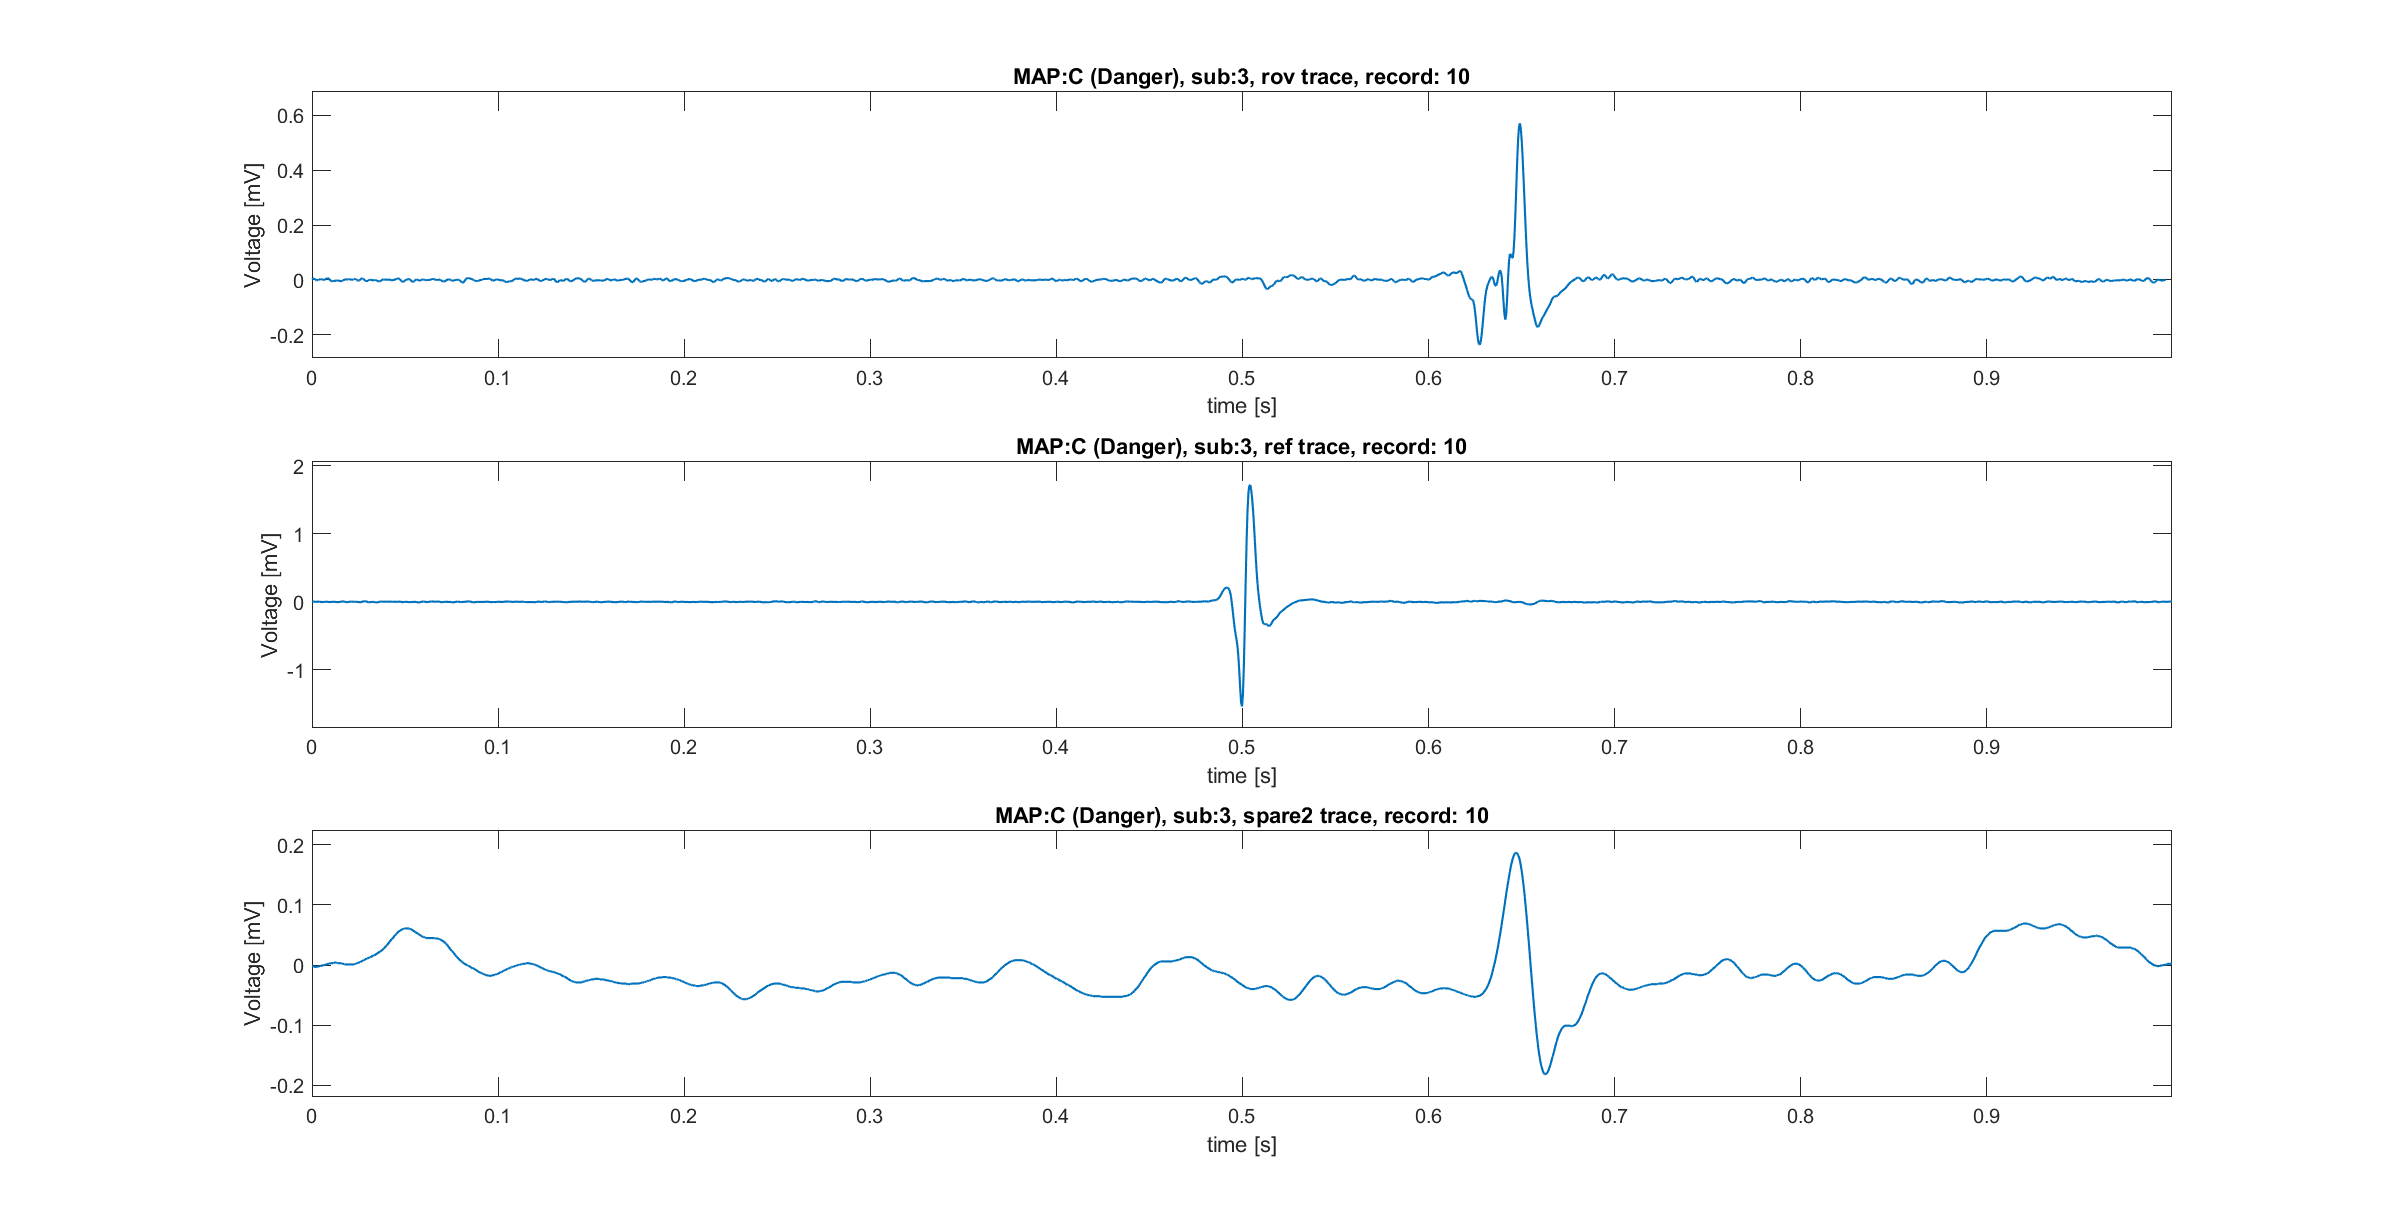 MAP:C (Danger), sub:3, rov trace, record: 10
Voltage [mV]
0.6
0.4
0.2
0
-0.2
0 0.1 0.2 0.3 0.4 0.5 0.6 0.7 0.8 0.9
time [s]
MAP:C (Danger), sub:3, ref trace, record: 10
Voltage [mV]
2
1
0
-1
0 0.1 0.2 0.3 0.4 0.5 0.6 0.7 0.8 0.9
time [s]
MAP:C (Danger), sub:3, spare2 trace, record: 10
Voltage [mV]
0.2
0.1
0
-0.1
-0.2
0 0.1 0.2 0.3 0.4 0.5 0.6 0.7 0.8 0.9
time [s]